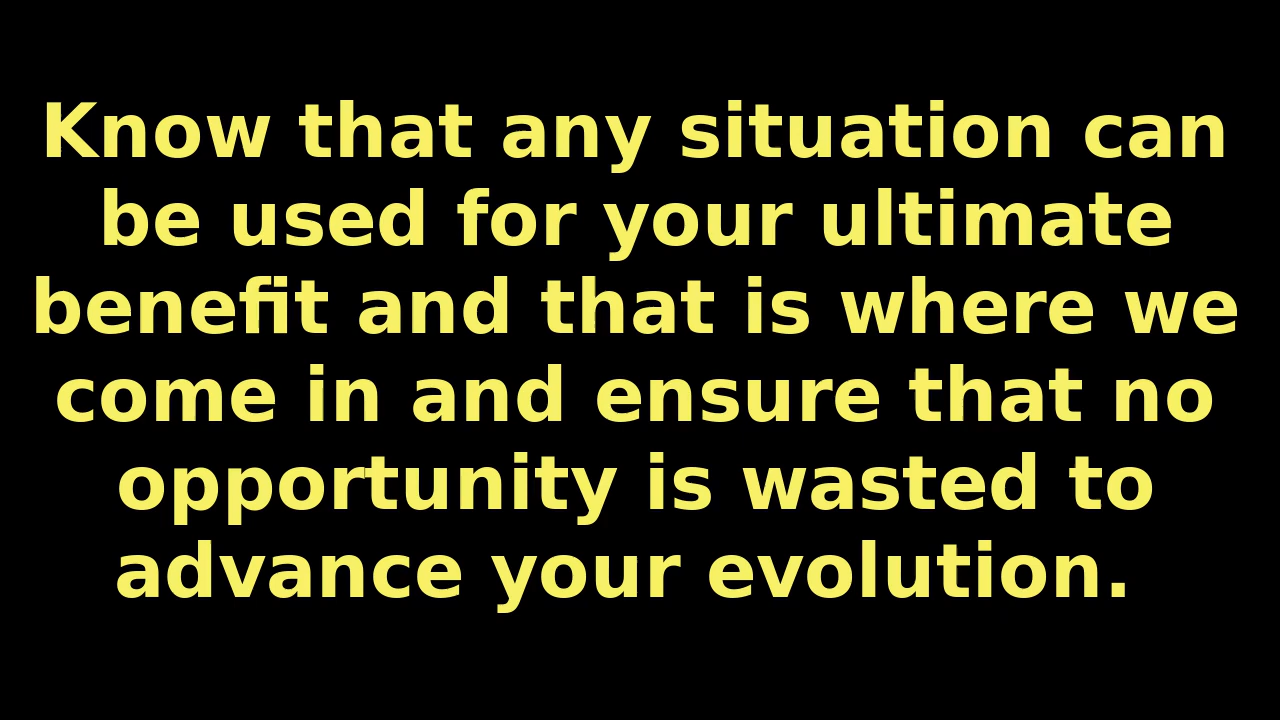 Know that any situation can
be used for your ultimate
benefit and that is where we
come in and ensure that no
opportunity is wasted to
advance your evolution.